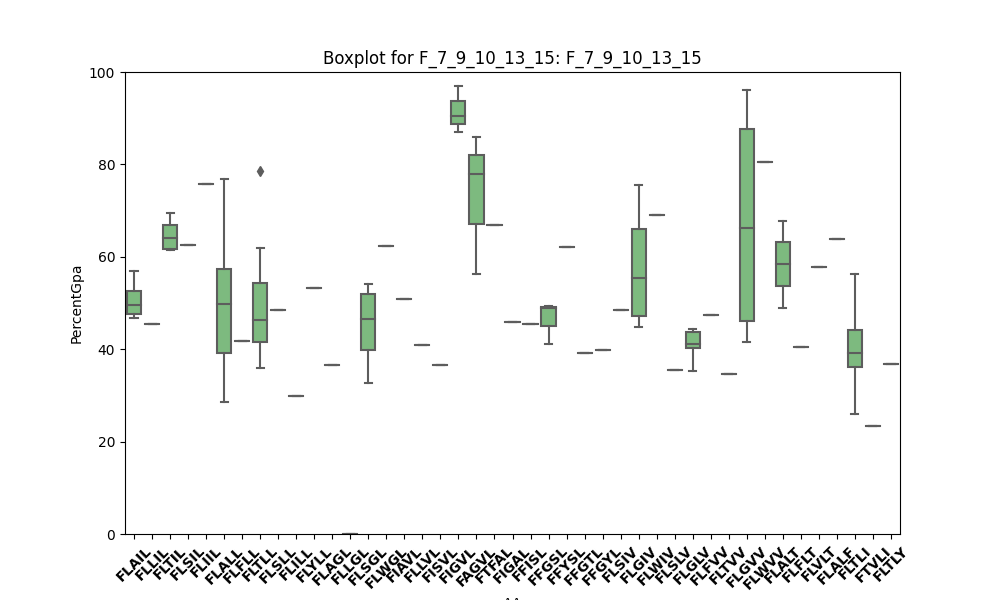 Boxplot for F_7_9_10_13_15: F_7_9_10_13_15
PercentGpa
100
80
60
40
20
0
FLAIL
FLLIL
FLTIL
FLSIL
FLIIL
FLALL
FLFLL
FLTLL
FLSLL
FLILL
FLYLL
FLAGL
FLLGL
FLSGL
FLWGL
FIAVL
FLLVL
FISVL
FIGVL
FAGVL
FTFAL
FIGAL
FFISL
FFGSL
FFYSL
FFGTL
FFGYL
FLSIV
FLGIV
FLWIV
FLSLV
FLGLV
FLFVV
FLTVV
FLGVV
FLWVV
FLALT
FLFLT
FLVLT
FLALF
FLTLI
FTVLI
FLTLY